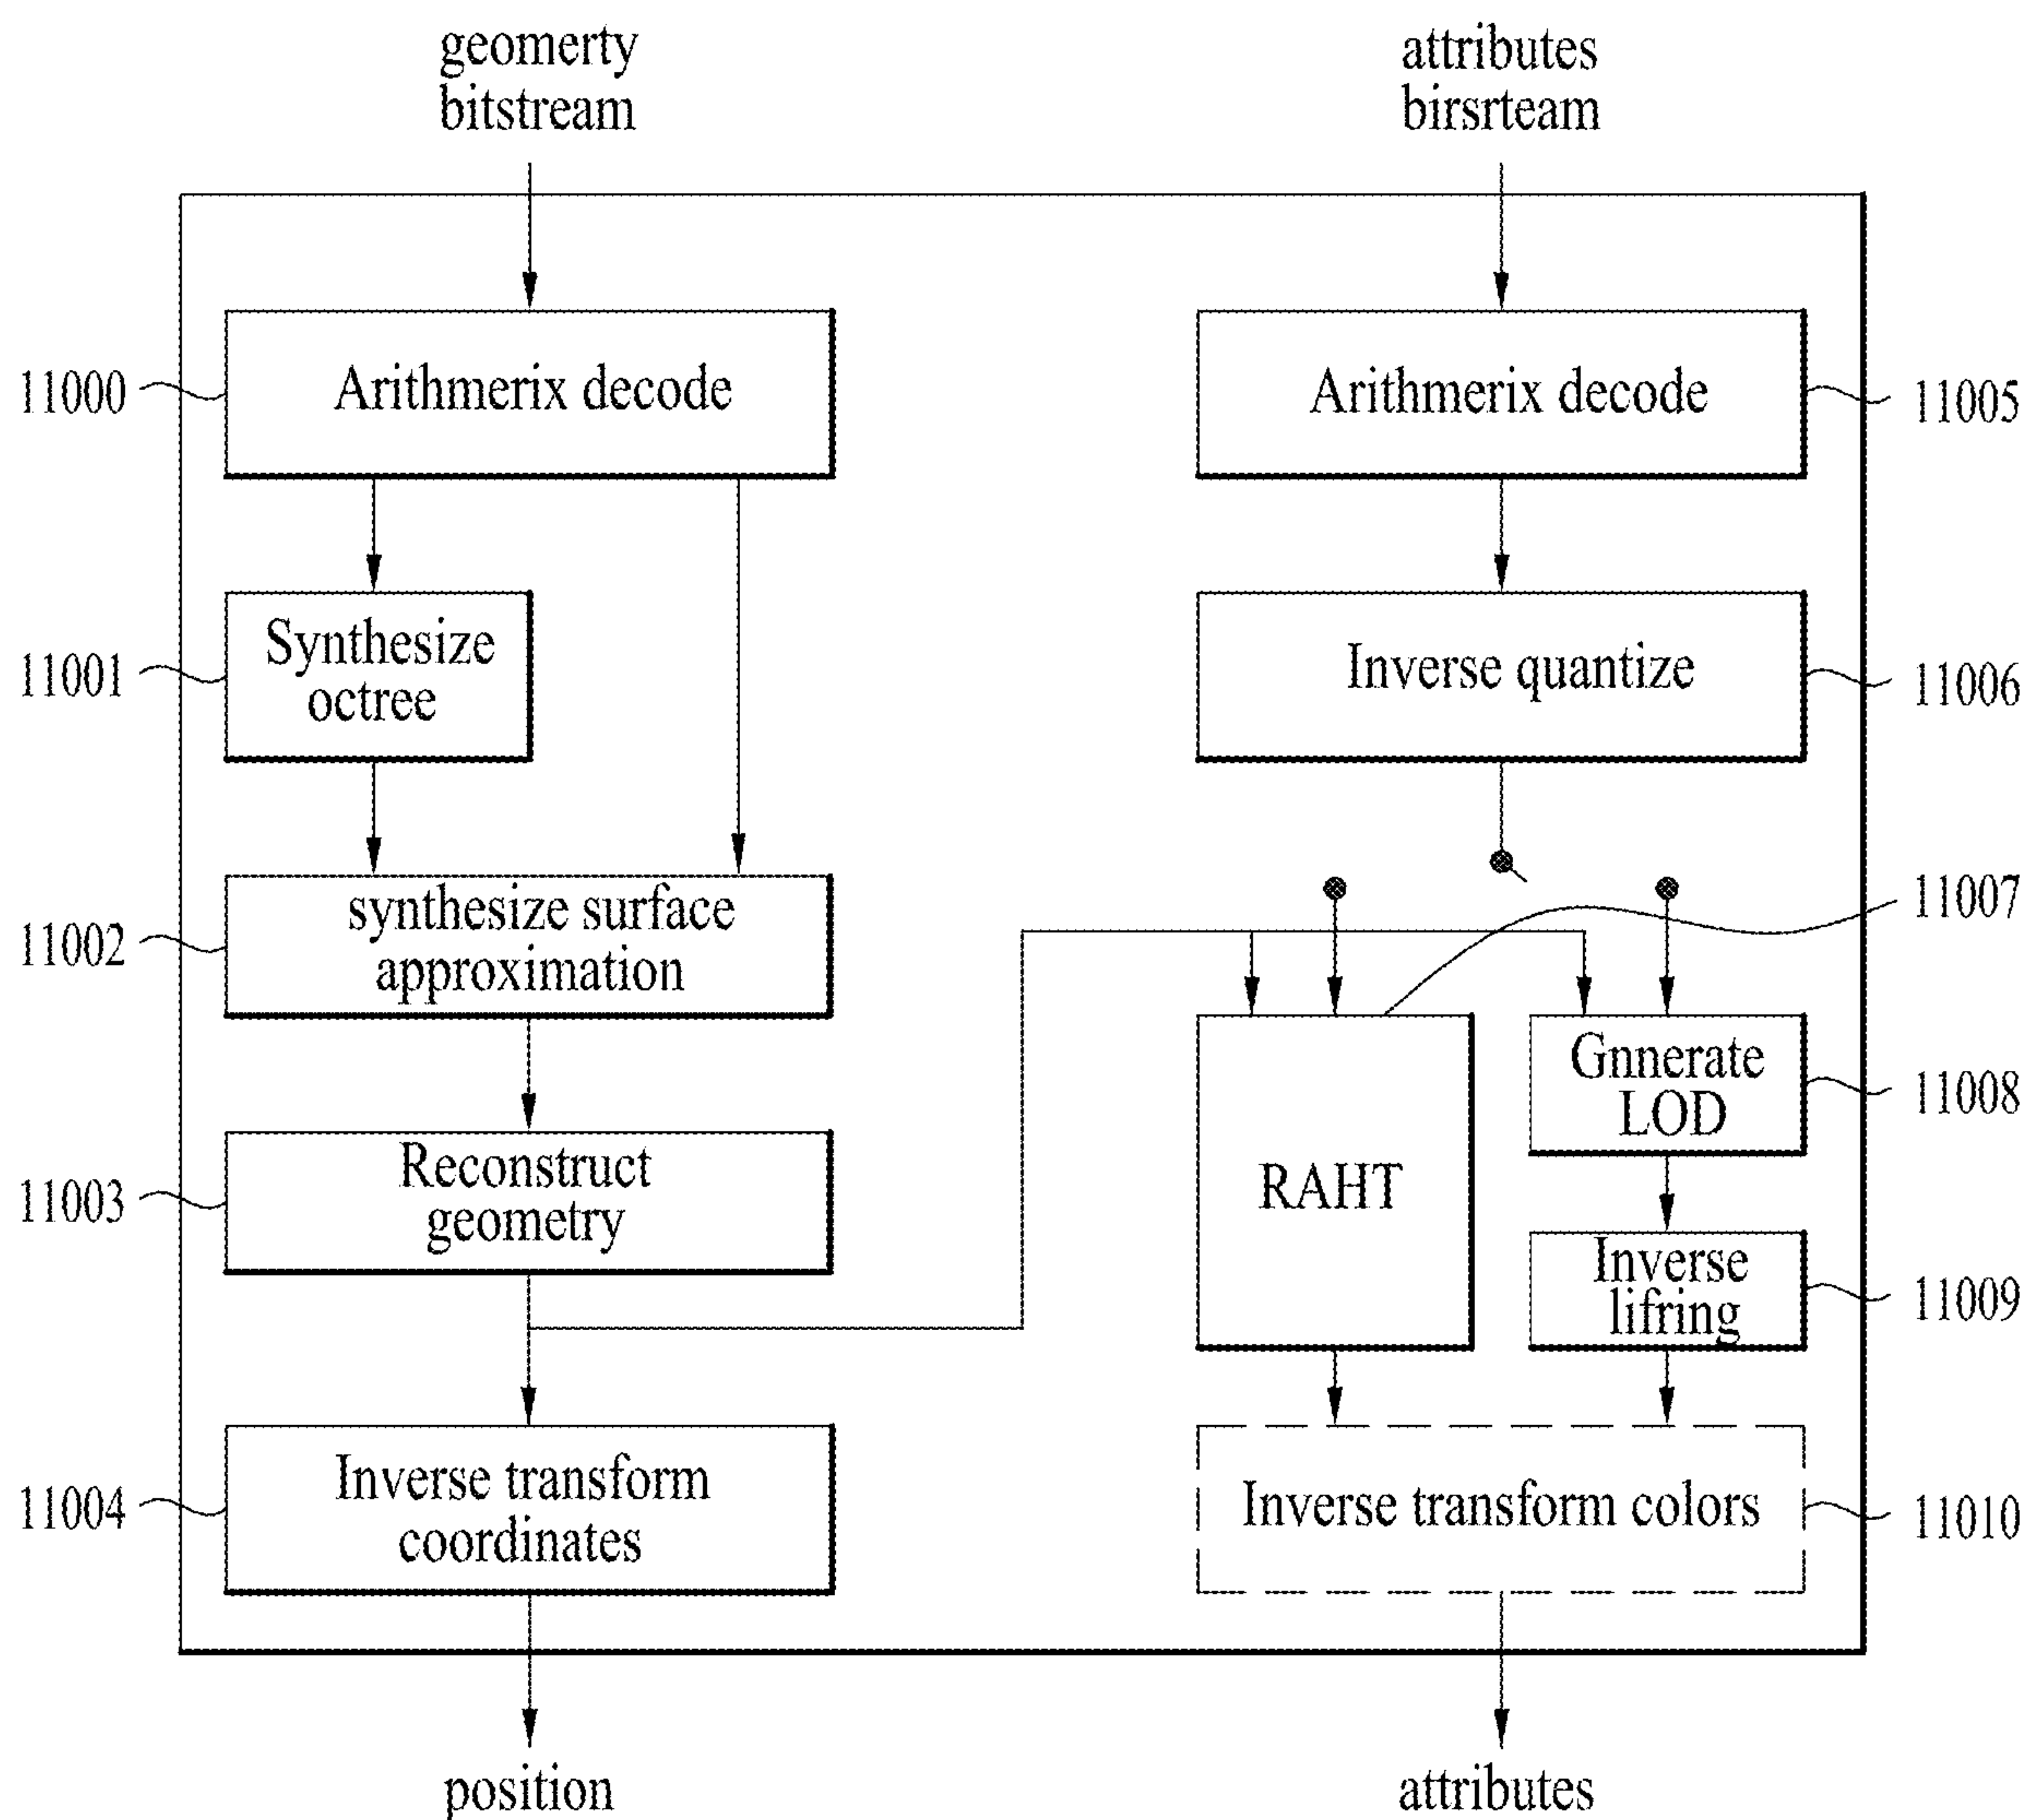 geomerty
bitstream
attributes
birsrteam
11000
Arithmerix decode
Arithmerix decode
11005
11001
Synthesize
octree
Inverse quantize
11006
11002
synthesize surface
approximation
11007
11003
Reconstruct
geometry
RAHT
Gnnerate
LOD
11008
Inverse
lifring
11009
11004
Inverse transform
coordinates
Inverse transform colors
11010
position
attributes